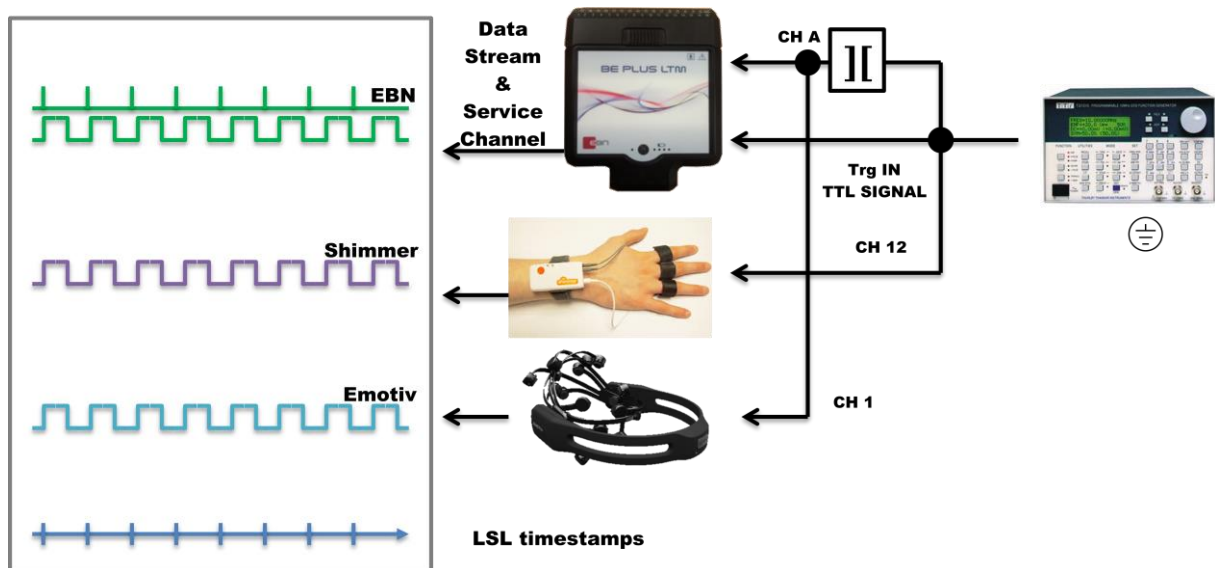 EBN
Shimmer
Emotiv
Data
Stream
&
Service
Channel
BE PLUS LTM
CH A
][
Trg IN
TTL SIGNAL
CH 12
CH 1
LSL timestamps